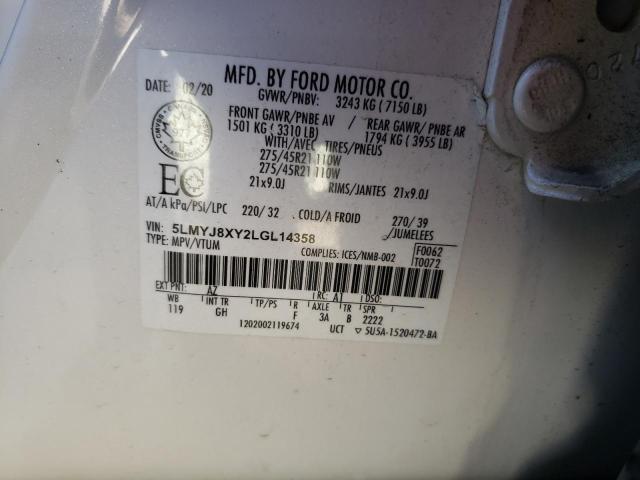 MFD. BY FORD MOTOR CO.
DATE: 02/20
GVWR/PNBV: 3243 KG ( 7150 LB)
FRONT GAWR/PNBE AV
1501 KG ( 3310 LB)
REAR GAWR/ PNBE AR
1794 KG ( 3955 LB)
WITH/AVEC TIRES/PNEUS
275/45R21 110W
275/45R21 110W
21x9.0J RIMS/JANTES 21x9.0J
EC
AT/A kPa/PSI/LPC 220/ 32 COLD/A FROID 270/ 39
/JUMELEES
VIN: 5LMYJ8XY2LGL14358
TYPE: MPV/VTUM
COMPLIES: ICES/NMB-002
F0062
T0072
EXT PNT: AZ RC: A1 DSO:
WB INT TR TP/PS R AXLE TR SPR
119 GH F 3A B 2222
1202002119674
UCT 5U5A-1520472-BA